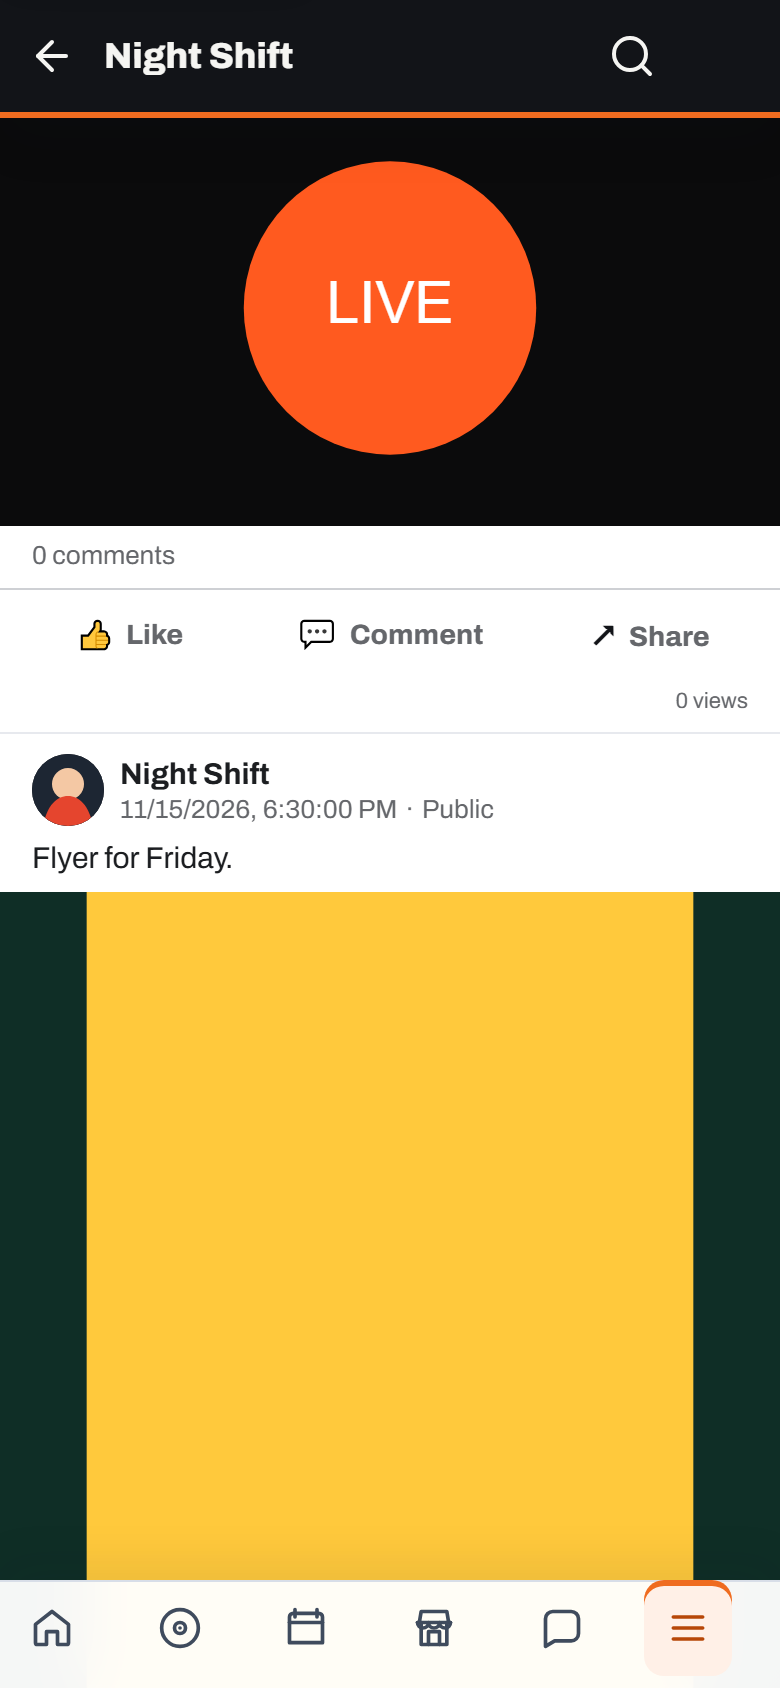 Night Shift
LIVE
0 comments
Like
Comment
Share
0 views
Night Shift
11/15/2026, 6:30:00 PM · Public
Flyer for Friday.